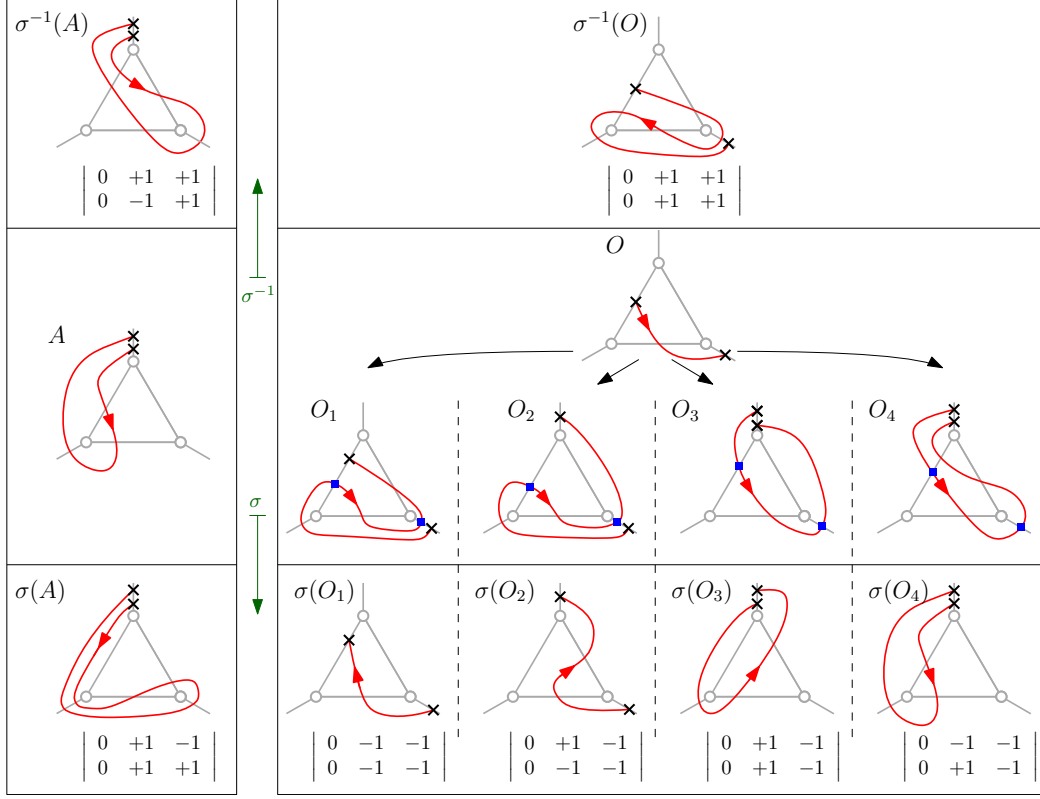 σ⁻¹(A)
σ⁻¹(O)
| 0 +1 +1 |
| 0 -1 +1 |
| 0 +1 +1 |
| 0 +1 +1 |
O
σ⁻¹
A
O₁
O₂
O₃
O₄
σ
σ(A)
σ(O₁)
σ(O₂)
σ(O₃)
σ(O₄)
| 0 +1 -1 |
| 0 +1 +1 |
| 0 -1 -1 |
| 0 -1 -1 |
| 0 +1 -1 |
| 0 -1 -1 |
| 0 +1 -1 |
| 0 +1 -1 |
| 0 -1 -1 |
| 0 +1 -1 |